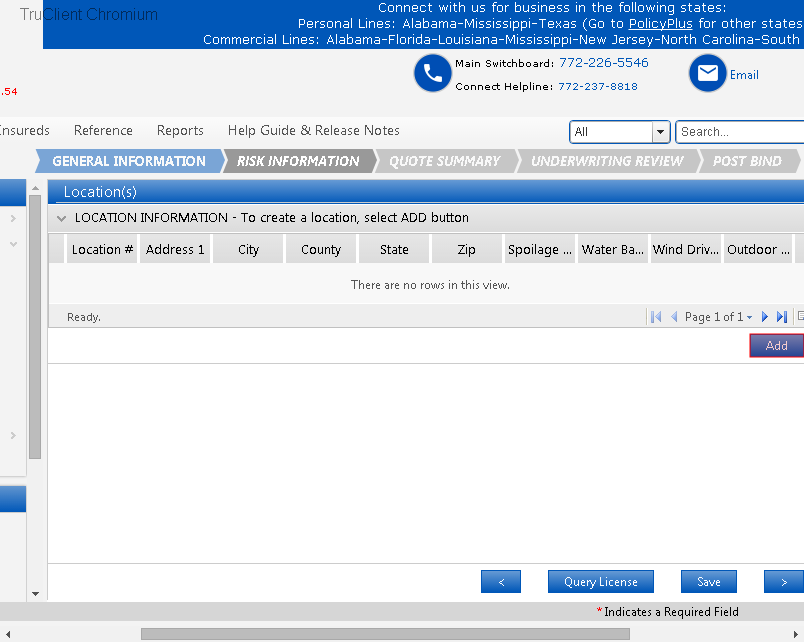 TruClient Chromium
Connect with us for business in the following states:
Personal Lines: Alabama-Mississippi-Texas (Go to PolicyPlus for other states
Commercial Lines: Alabama-Florida-Louisiana-Mississippi-New Jersey-North Carolina-South
Main Switchboard: 772-226-5546
Connect Helpline: 772-237-8818
Email
.54
Insureds Reference Reports Help Guide & Release Notes
All Search...
GENERAL INFORMATION RISK INFORMATION QUOTE SUMMARY UNDERWRITING REVIEW POST BIND
Location(s)
LOCATION INFORMATION - To create a location, select ADD button
Location # Address 1 City County State Zip Spoilage ... Water Ba... Wind Driv... Outdoor ...
There are no rows in this view.
Ready. Page 1 of 1
Add
< Query License Save >
*Indicates a Required Field